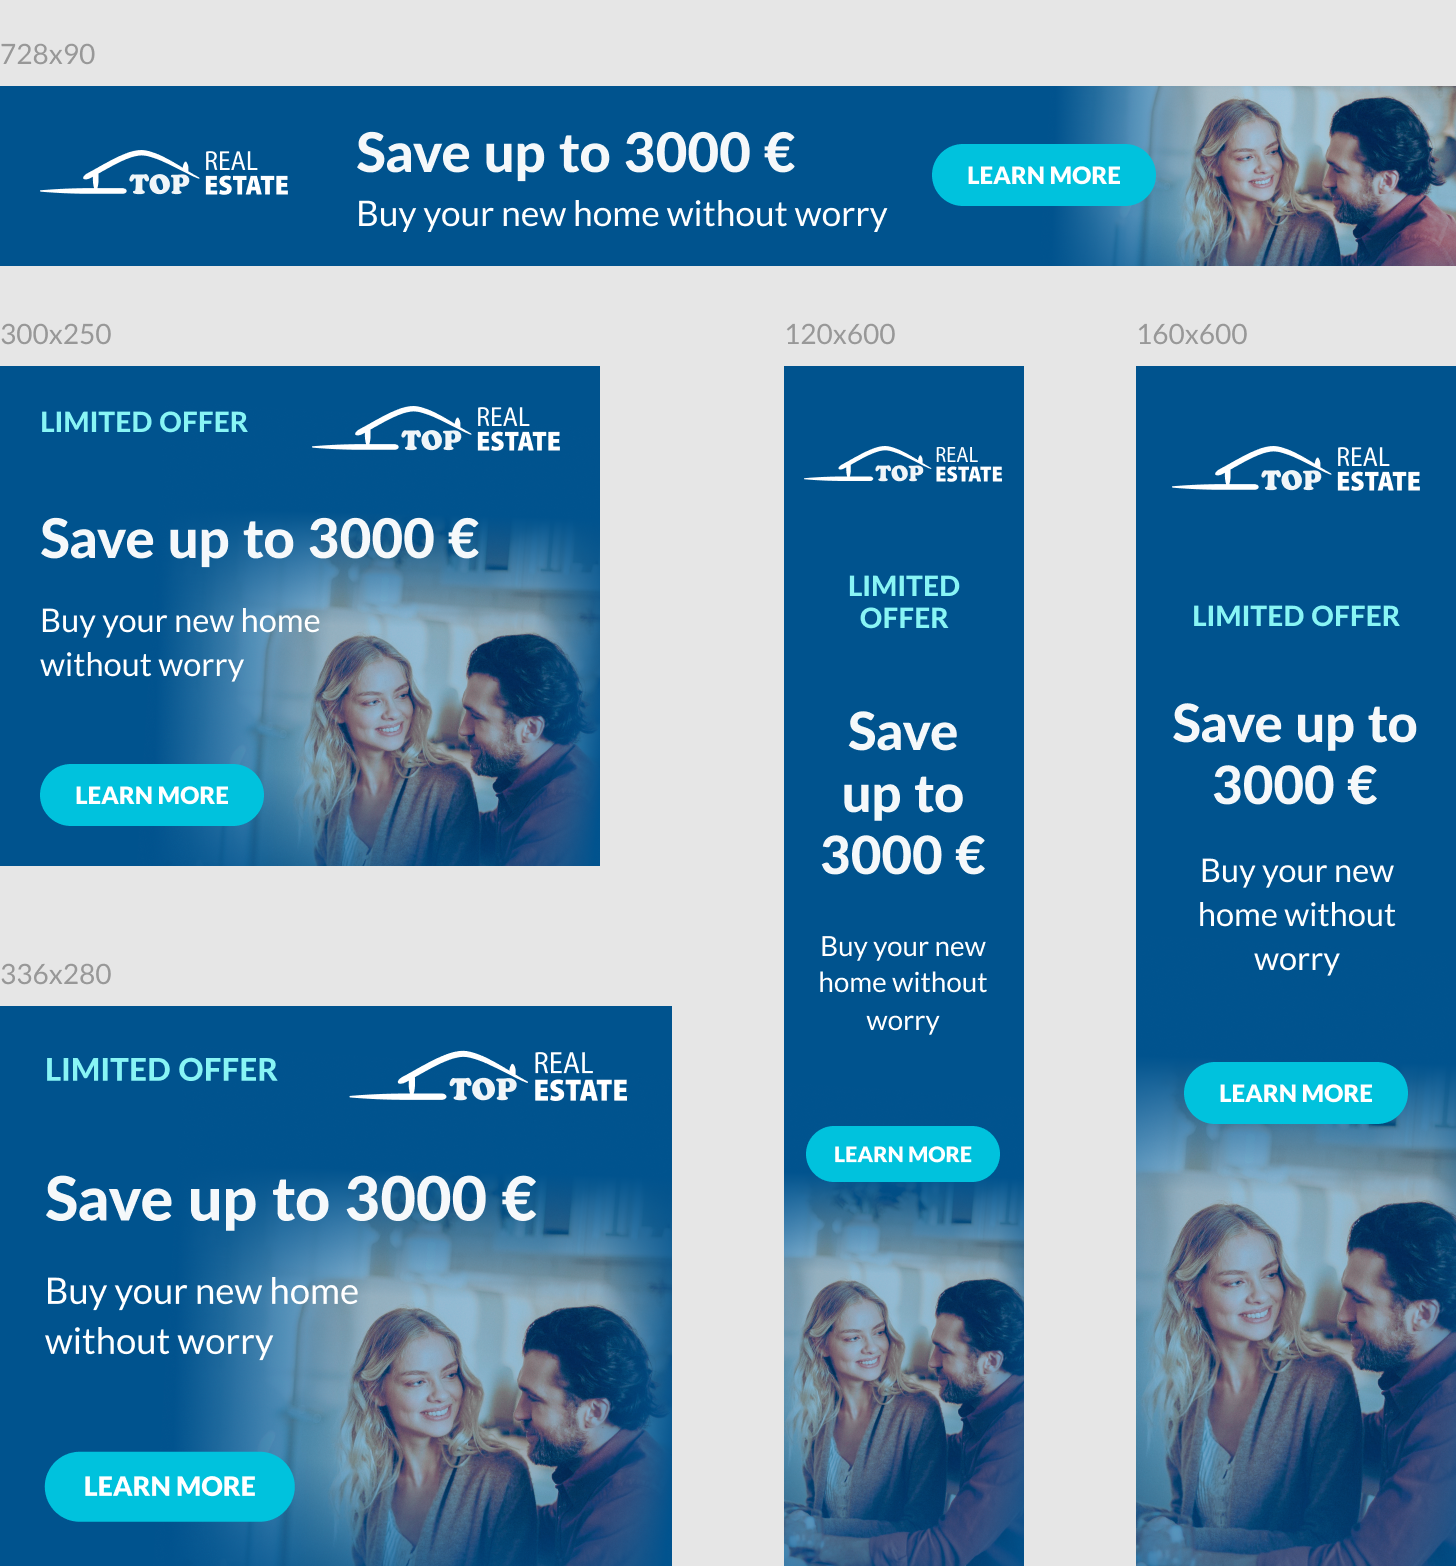 728x90
TOP
REAL
ESTATE
Save up to 3000 €
Buy your new home without worry
LEARN MORE
300x250
LIMITED OFFER
TOP
REAL
ESTATE
Save up to 3000 €
Buy your new home
without worry
LEARN MORE
120x600
TOP
REAL
ESTATE
LIMITED
OFFER
Save
up to
3000 €
Buy your new
home without
worry
LEARN MORE
160x600
TOP
REAL
ESTATE
LIMITED OFFER
Save up to
3000 €
Buy your new
home without
worry
LEARN MORE
336x280
LIMITED OFFER
TOP
REAL
ESTATE
Save up to 3000 €
Buy your new home
without worry
LEARN MORE